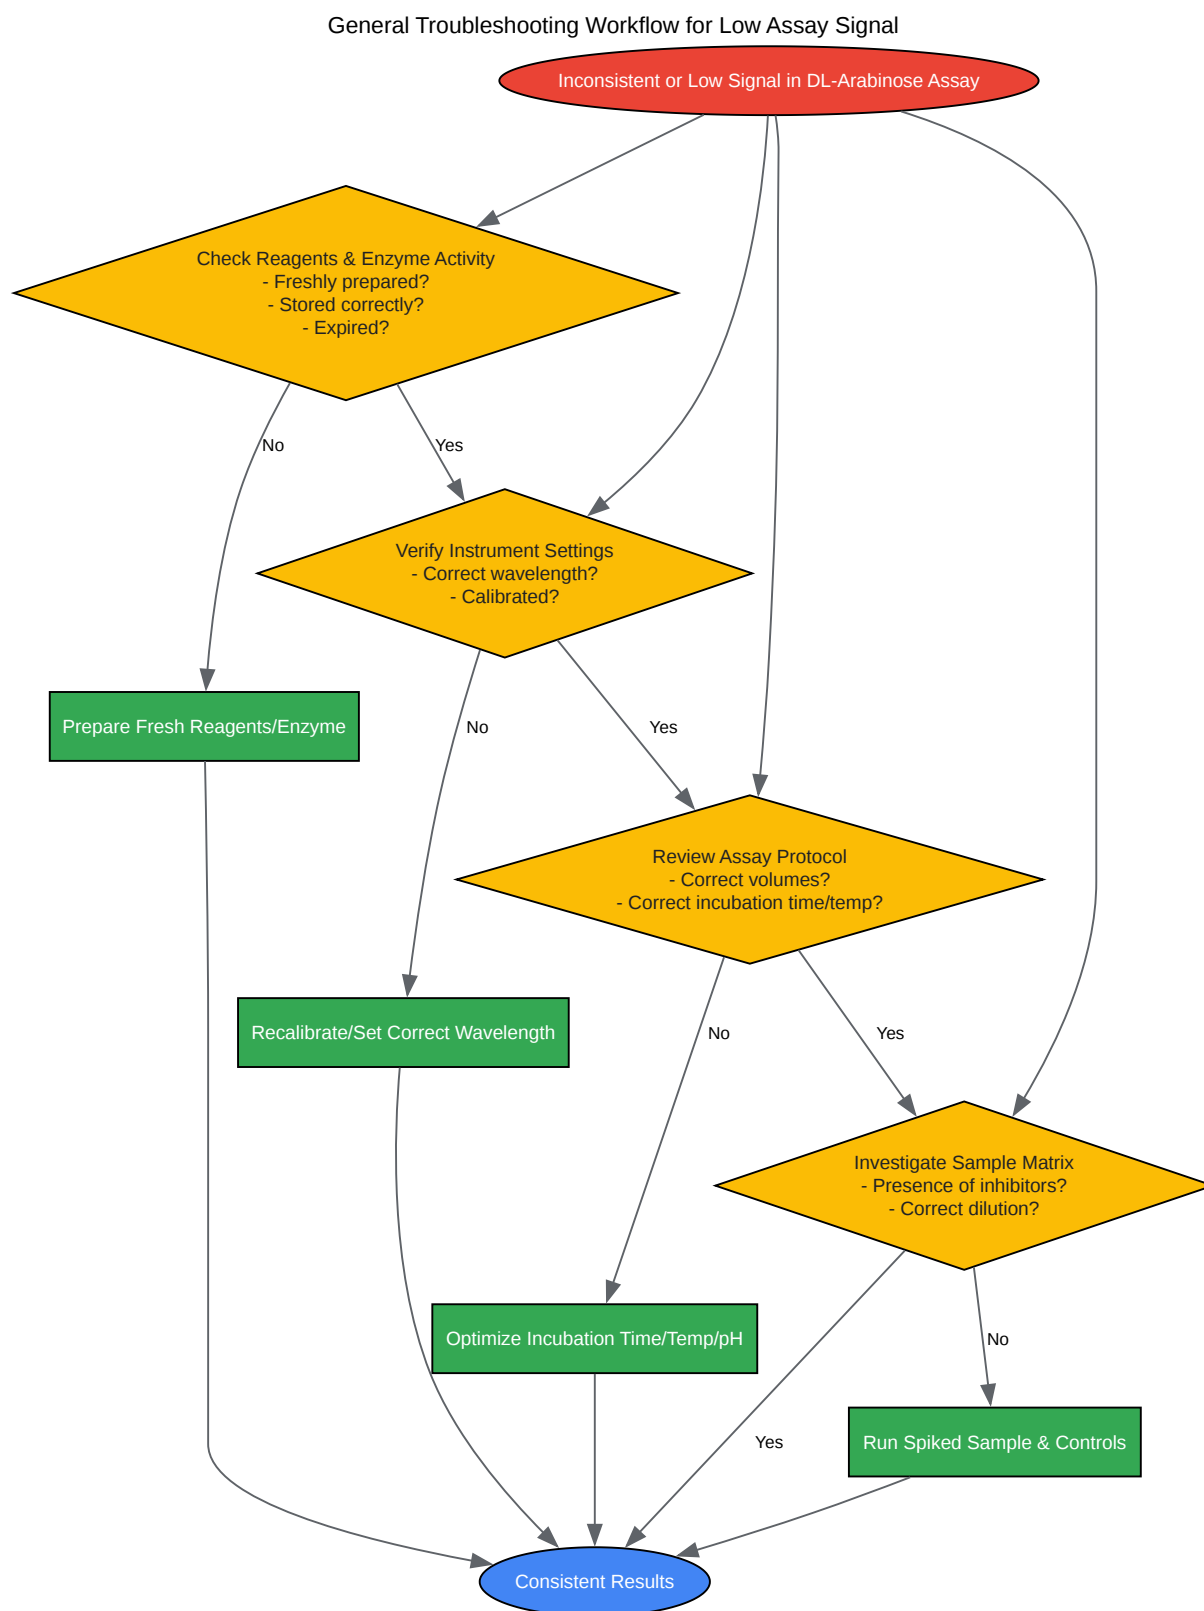 General Troubleshooting Workflow for Low Assay Signal
Inconsistent or Low Signal in DL-Arabinose Assay
Check Reagents & Enzyme Activity
- Freshly prepared?
- Stored correctly?
- Expired?
No
Yes
Verify Instrument Settings
- Correct wavelength?
- Calibrated?
Prepare Fresh Reagents/Enzyme
No
Yes
Review Assay Protocol
- Correct volumes?
- Correct incubation time/temp?
Recalibrate/Set Correct Wavelength
No
Yes
Investigate Sample Matrix
- Presence of inhibitors?
- Correct dilution?
Optimize Incubation Time/Temp/pH
No
Yes
Run Spiked Sample & Controls
Consistent Results